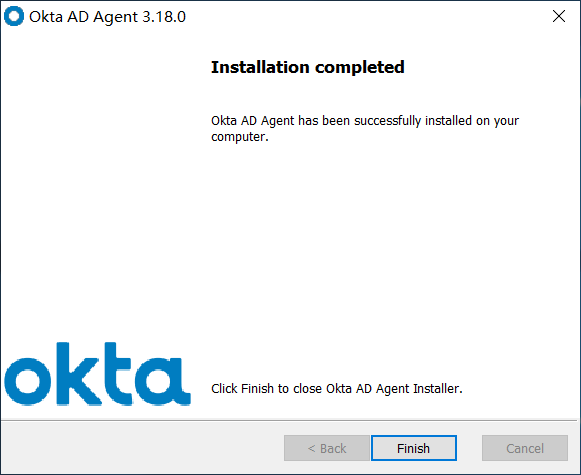 Okta AD Agent 3.18.0
Installation completed
Okta AD Agent has been successfully installed on your
computer.
okta
Click Finish to close Okta AD Agent Installer.
< Back
Finish
Cancel